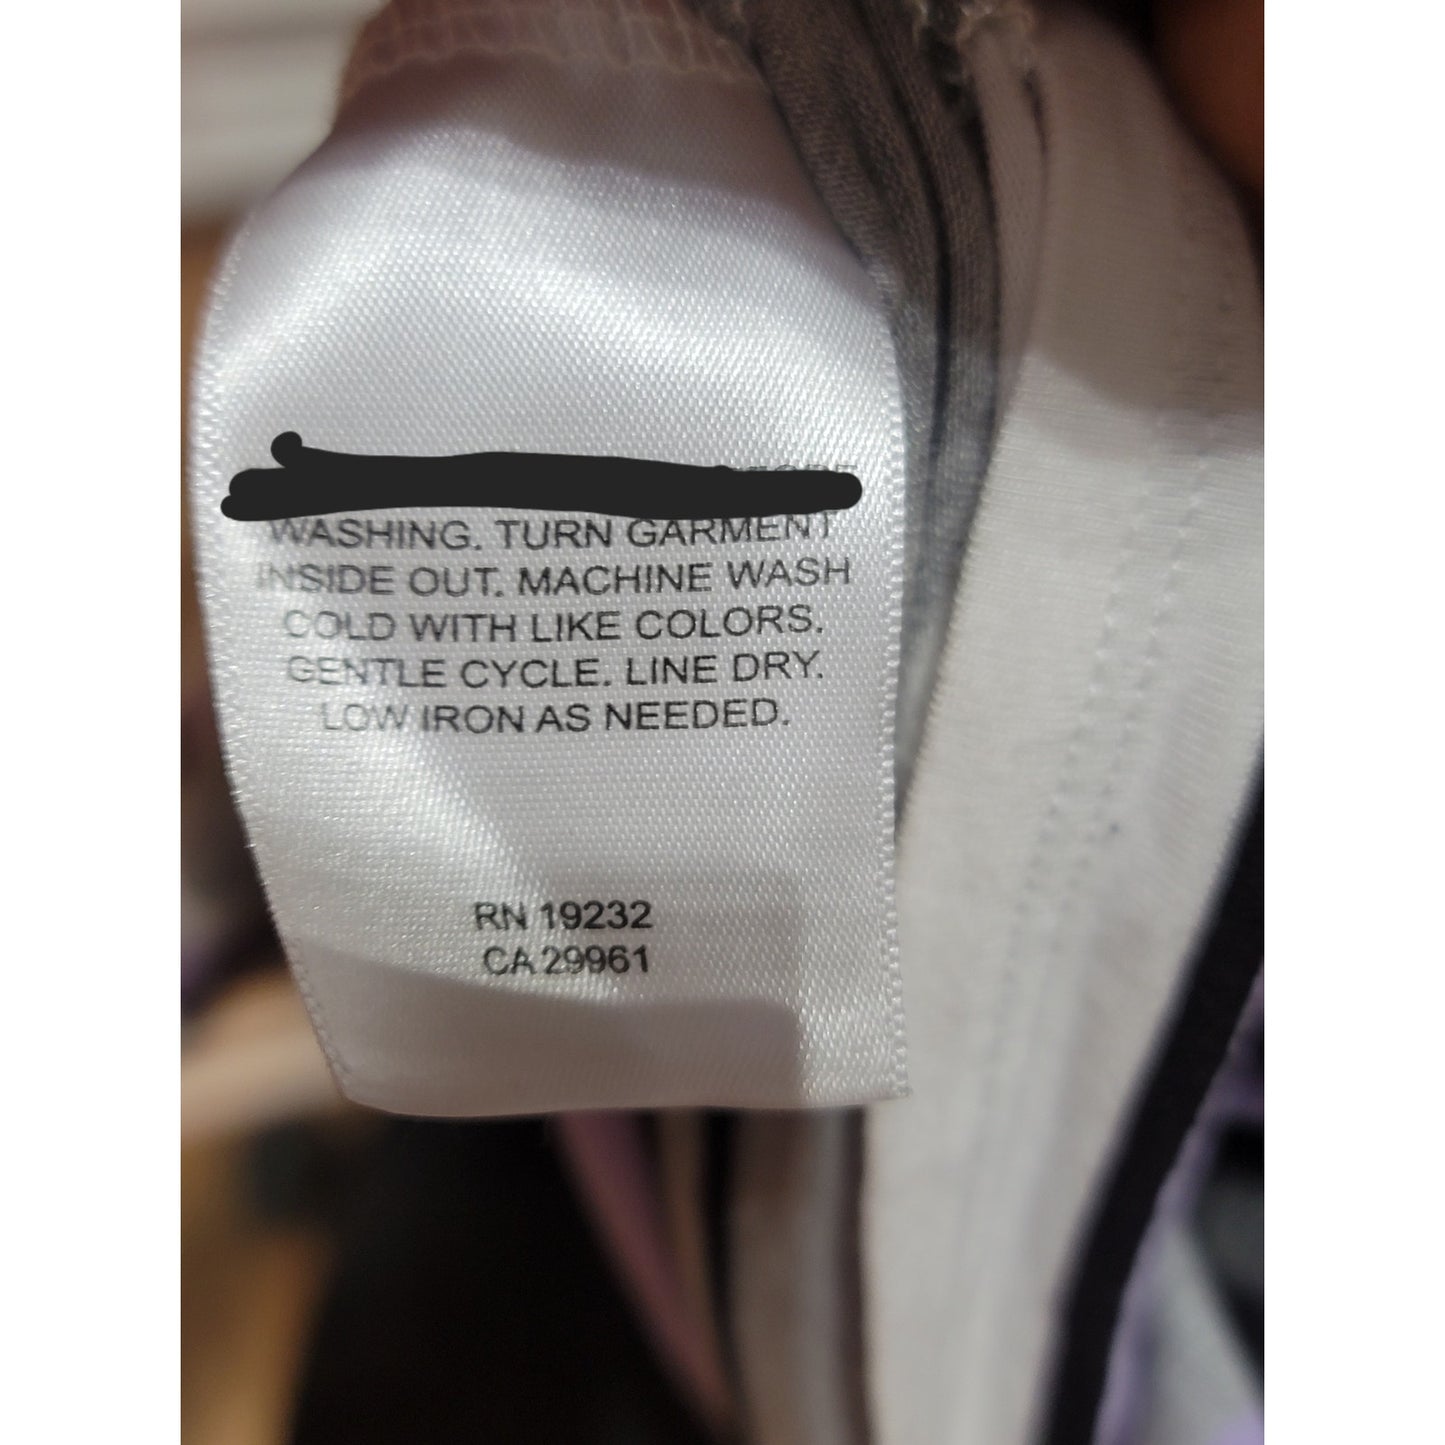 WASHING. TURN GARMENT
INSIDE OUT. MACHINE WASH
COLD WITH LIKE COLORS.
GENTLE CYCLE. LINE DRY.
LOW IRON AS NEEDED.
RN 19232
CA 29961